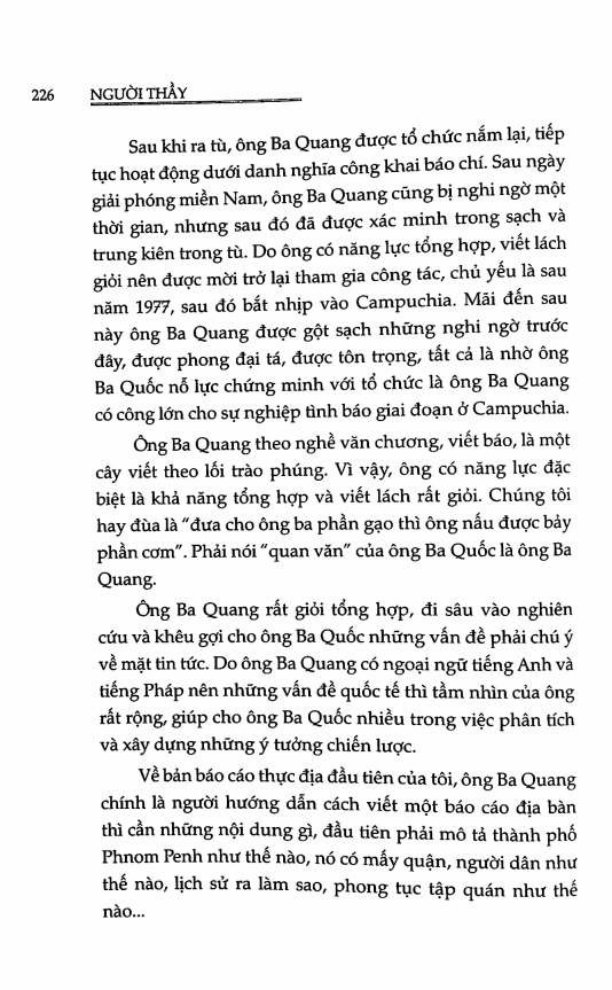 226 NGƯỜI THẦY
Sau khi ra tù, ông Ba Quang được tổ chức nắm lại, tiếp
tục hoạt động dưới danh nghĩa công khai báo chí. Sau ngày
giải phóng miền Nam, ông Ba Quang cũng bị nghi ngờ một
thời gian, nhưng sau đó đã được xác minh trong sạch và
trung kiên trong tù. Do ông có năng lực tổng hợp, viết lách
giỏi nên được mời trở lại tham gia công tác, chủ yếu là sau
năm 1977, sau đó bắt nhịp vào Campuchia. Mãi đến sau
này ông Ba Quang được gột sạch những nghi ngờ trước
đây, được phong đại tá, được tôn trọng, tất cả là nhờ ông
Ba Quốc nỗ lực chứng minh với tổ chức là ông Ba Quang
có công lớn cho sự nghiệp tình báo giai đoạn ở Campuchia.
Ông Ba Quang theo nghề văn chương, viết báo, là một
cây viết theo lối trào phúng. Vì vậy, ông có năng lực đặc
biệt là khả năng tổng hợp và viết lách rất giỏi. Chúng tôi
hay đùa là "đưa cho ông ba phần gạo thì ông nấu được bảy
phần cơm". Phải nói "quan văn" của ông Ba Quốc là ông Ba
Quang.
Ông Ba Quang rất giỏi tổng hợp, đi sâu vào nghiên
cứu và khêu gợi cho ông Ba Quốc những vấn đề phải chú ý
về mặt tin tức. Do ông Ba Quang có ngoại ngữ tiếng Anh và
tiếng Pháp nên những vấn đề quốc tế thì tầm nhìn của ông
rất rộng, giúp cho ông Ba Quốc nhiều trong việc phân tích
và xây dựng những ý tưởng chiến lược.
Về bản báo cáo thực địa đầu tiên của tôi, ông Ba Quang
chính là người hướng dẫn cách viết một báo cáo địa bàn
thì cần những nội dung gì, đầu tiên phải mô tả thành phố
Phnom Penh như thế nào, nó có mấy quận, người dân như
thế nào, lịch sử ra làm sao, phong tục tập quán như thế
nào...